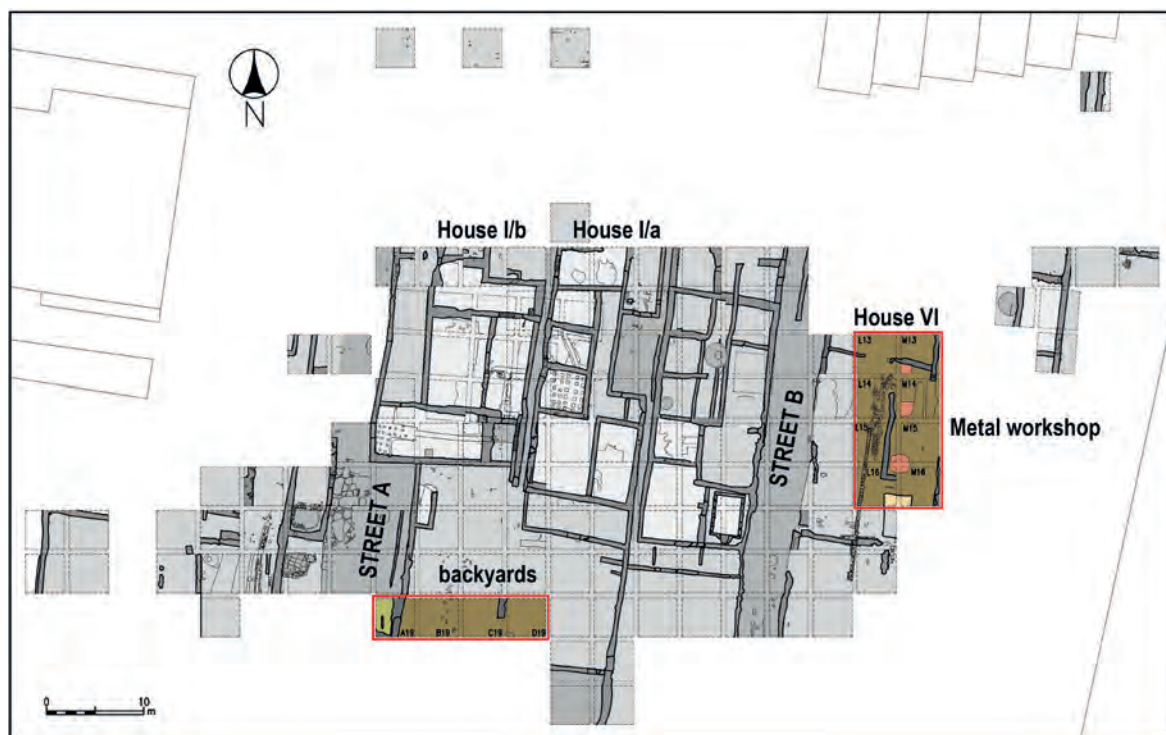 N
House I/b
House I/a
House VI
L13
M13
L14
M14
L15
M15
Metal workshop
L16
M16
STREET B
STREET A
backyards
A19
B19
C19
D19
0
10
m